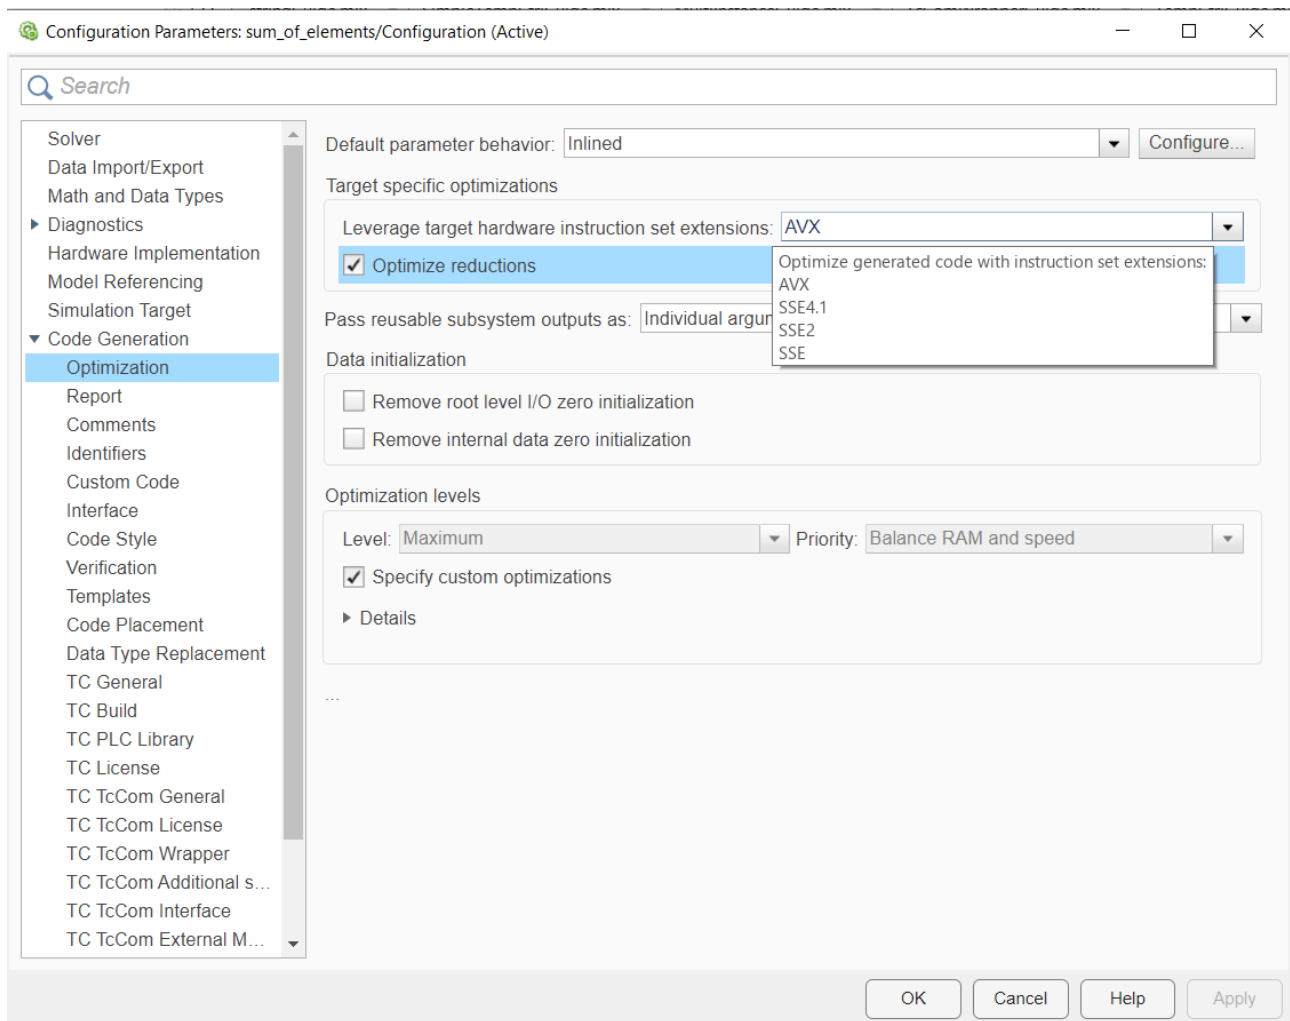 Configuration Parameters: sum_of_elements/Configuration (Active)
Search
Solver
Data Import/Export
Math and Data Types
Diagnostics
Hardware Implementation
Model Referencing
Simulation Target
Code Generation
Optimization
Report
Comments
Identifiers
Custom Code
Interface
Code Style
Verification
Templates
Code Placement
Data Type Replacement
TC General
TC Build
TC PLC Library
TC License
TC TcCom General
TC TcCom License
TC TcCom Wrapper
TC TcCom Additional s...
TC TcCom Interface
TC TcCom External M...
Default parameter behavior: Inlined Configure...
Target specific optimizations
Leverage target hardware instruction set extensions: AVX
Optimize reductions
Optimize generated code with instruction set extensions:
AVX
SSE4.1
SSE2
SSE
Pass reusable subsystem outputs as: Individual
Data initialization
Remove root level I/O zero initialization
Remove internal data zero initialization
Optimization levels
Level: Maximum Priority: Balance RAM and speed
Specify custom optimizations
Details
...
OK Cancel Help Apply